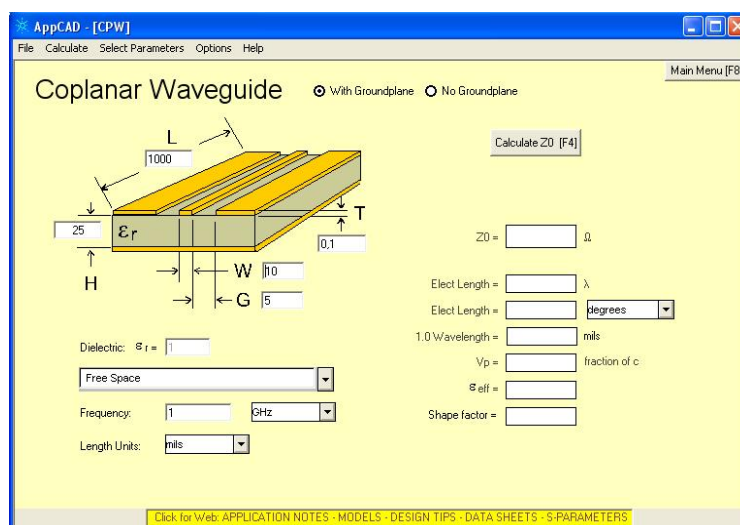 AppCAD - [CPW]
File Calculate Select Parameters Options Help
Main Menu [F8
Coplanar Waveguide
With Groundplane
No Groundplane
Calculate Z0 [F4]
L
1000
25
εr
T
0,1
H
W 10
G 5
Z0 = Ω
Elect Length = λ
Elect Length = degrees
1.0 Wavelength = mils
Vp = fraction of c
εeff =
Shape factor =
Dielectric: εr = 1
Free Space
Frequency: 1 GHz
Length Units: mils
Click for Web: APPLICATION NOTES - MODELS - DESIGN TIPS - DATA SHEETS - S-PARAMETERS